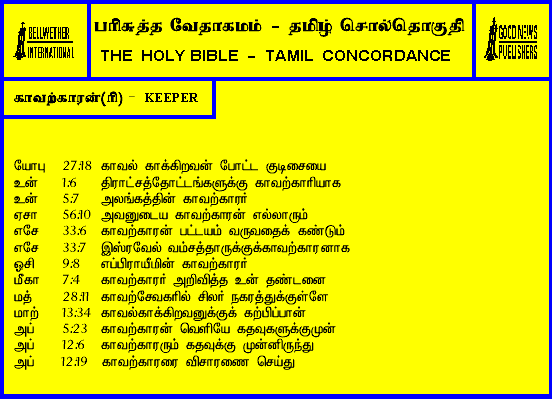 BELLWETHER
INTERNATIONAL
பரிசுத்த வேதாகமம் - தமிழ் சொல்தொகுதி
THE HOLY BIBLE - TAMIL CONCORDANCE
GOOD NEWS
PUBLISHERS
காவற்காரன்(ரி) - KEEPER
யோபு 27:18 காவல் காக்கிறவன் போட்ட குடிசையை
உன் 1:6 திராட்சத்தோட்டங்களுக்கு காவற்காரியாக
உன் 5:7 அலங்கத்தின் காவற்காரர்
ஏசா 56:10 அவனுடைய காவற்காரன் எல்லாரும்
எசே 33:6 காவற்காரன் பட்டயம் வருவதைக் கண்டும்
எசே 33:7 இஸ்ரவேல் வம்சத்தாருக்குக்காவற்காரனாக
ஓசி 9:8 எப்பிராயீமின் காவற்காரர்
மீகா 7:4 காவற்காரர் அறிவித்த உன் தண்டனை
மத் 28:11 காவற்சேவகரில் சிலர் நகரத்துக்குள்ளே
மாற் 13:34 காவல்காக்கிறவனுக்குக் கற்பிப்பான்
அப் 5:23 காவற்காரன் வெளியே கதவுகளுக்குமுன்
அப் 12:6 காவற்காரரும் கதவுக்கு முன்னிருந்து
அப் 12:19 காவற்காரரை விசாரணை செய்து